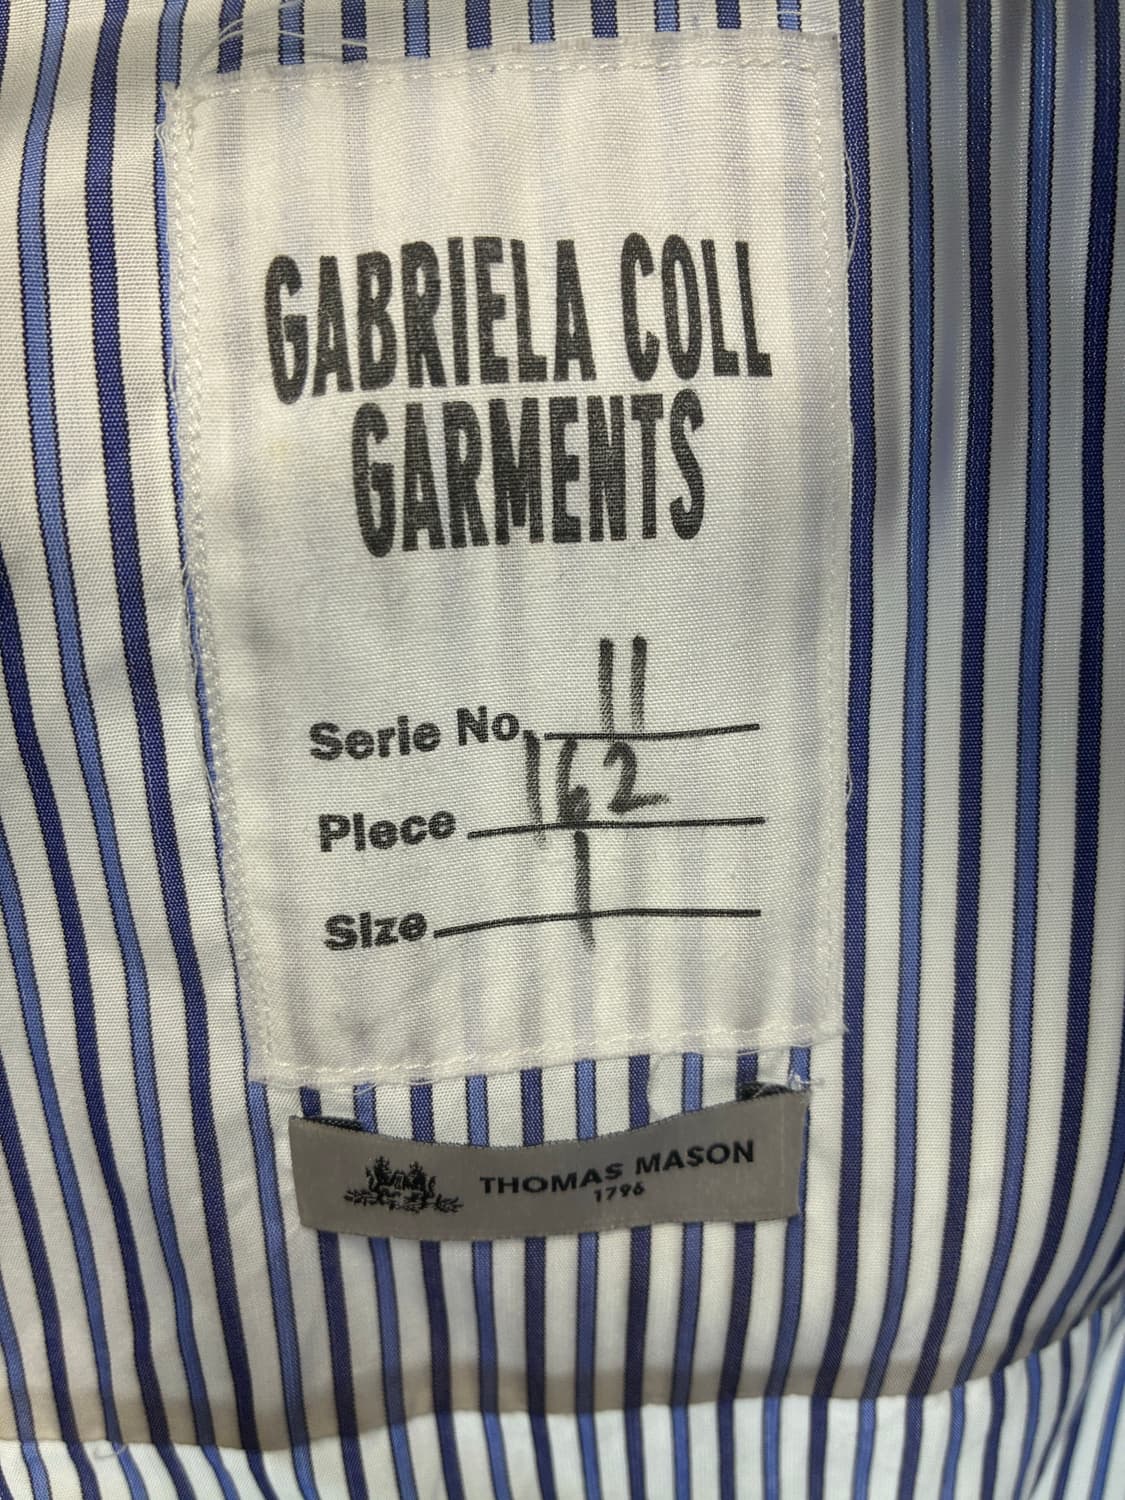 GABRIELA COLL
GARMENTS
Serie No. 11
Piece 162
Size 1
THOMAS MASON
1796